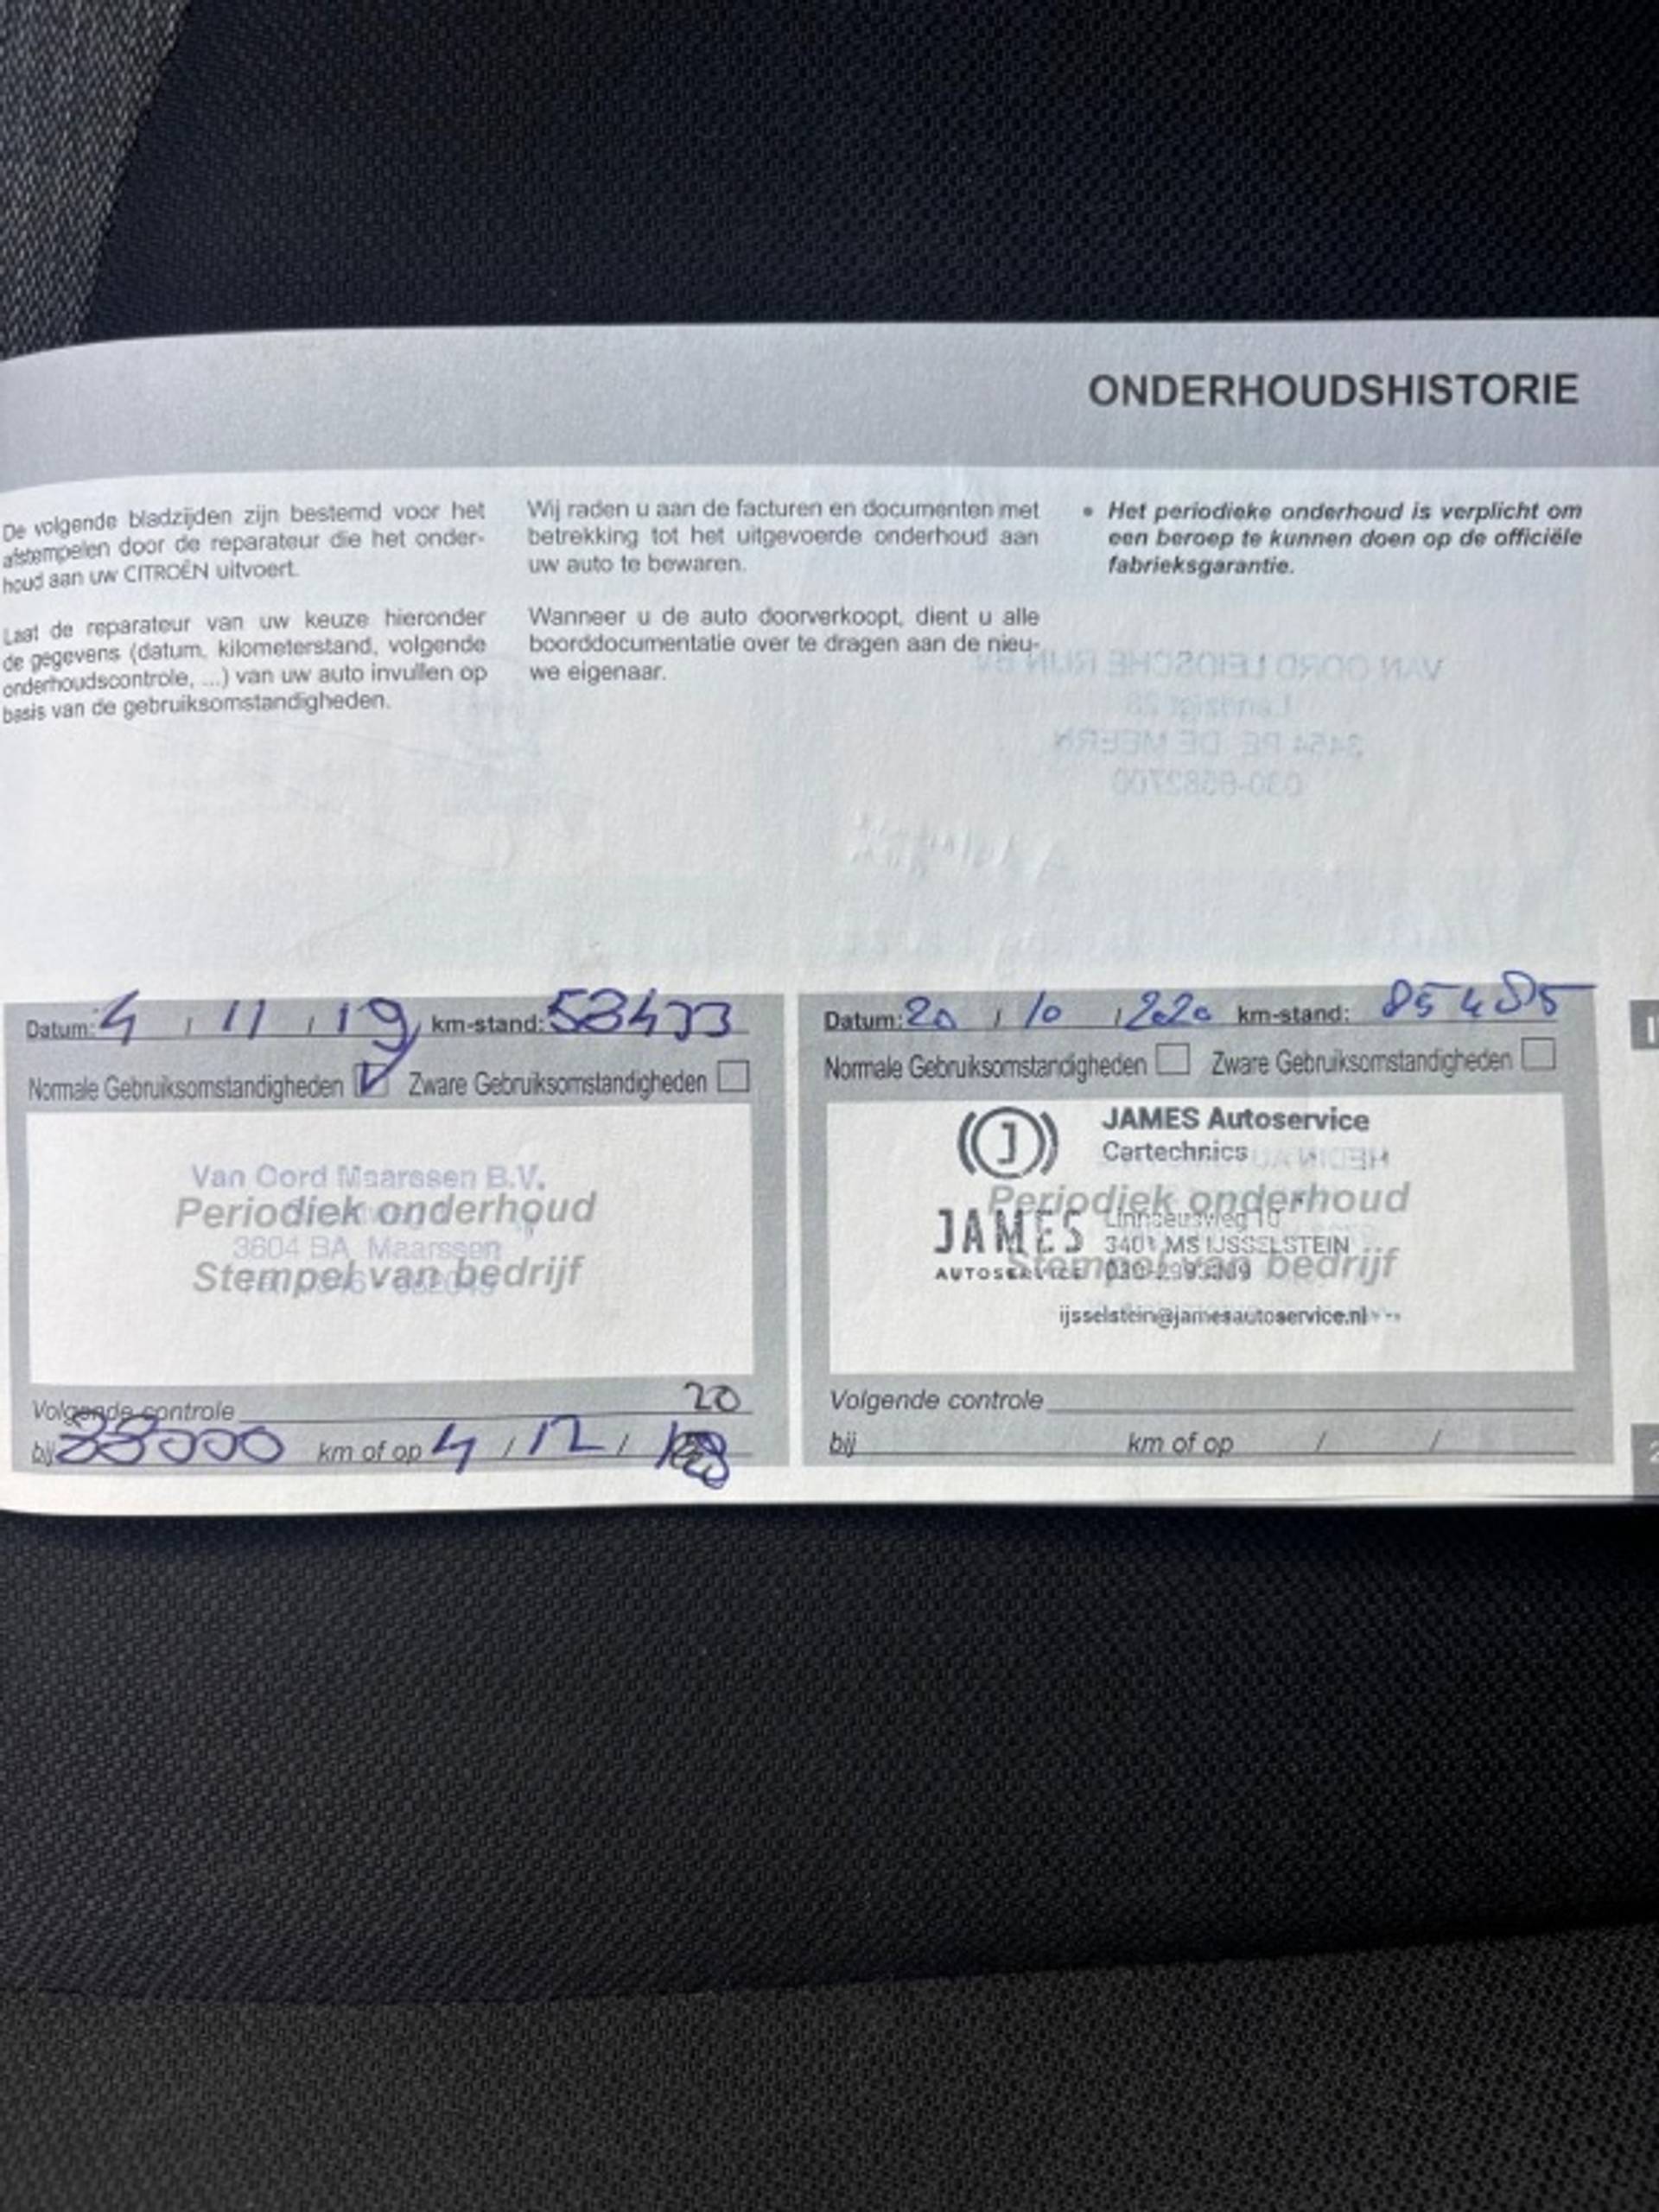 ONDERHOUDSHISTORIE
De volgende bladzijden zijn bestemd voor het
afstempelen door de reparateur die het onder-
houd aan uw CITROËN uitvoert.
Laat de reparateur van uw keuze hieronder
de gegevens (datum, kilometerstand, volgende
onderhoudscontrole, ...) van uw auto invullen op
basis van de gebruiksomstandigheden.
Wij raden u aan de facturen en documenten met
betrekking tot het uitgevoerde onderhoud aan
uw auto te bewaren.
Wanneer u de auto doorverkoopt, dient u alle
boorddocumentatie over te dragen aan de nieu-
we eigenaar.
• Het periodieke onderhoud is verplicht om
een beroep te kunnen doen op de officiële
fabrieksgarantie.
Datum: 4 / 11 / 19 km-stand: 58433
Normale Gebruiksomstandigheden Zware Gebruiksomstandigheden
Van Oord Maarssen B.V.
Periodiek onderhoud
3604 BA Maarssen
Stempel van bedrijf
Volgende controle 20
bij 88000 km of op 4 / 12 /
Datum: 20 / 10 / 220 km-stand: 85485
Normale Gebruiksomstandigheden Zware Gebruiksomstandigheden
JAMES Autoservice
Cartechnics
Periodiek onderhoud
JAMES Linnaeusweg 10
3401 MS IJSSELSTEIN
Stempel van bedrijf
AUTOSERVICE
ijsselstein@jamesautoservice.nl
Volgende controle
bij km of op / /